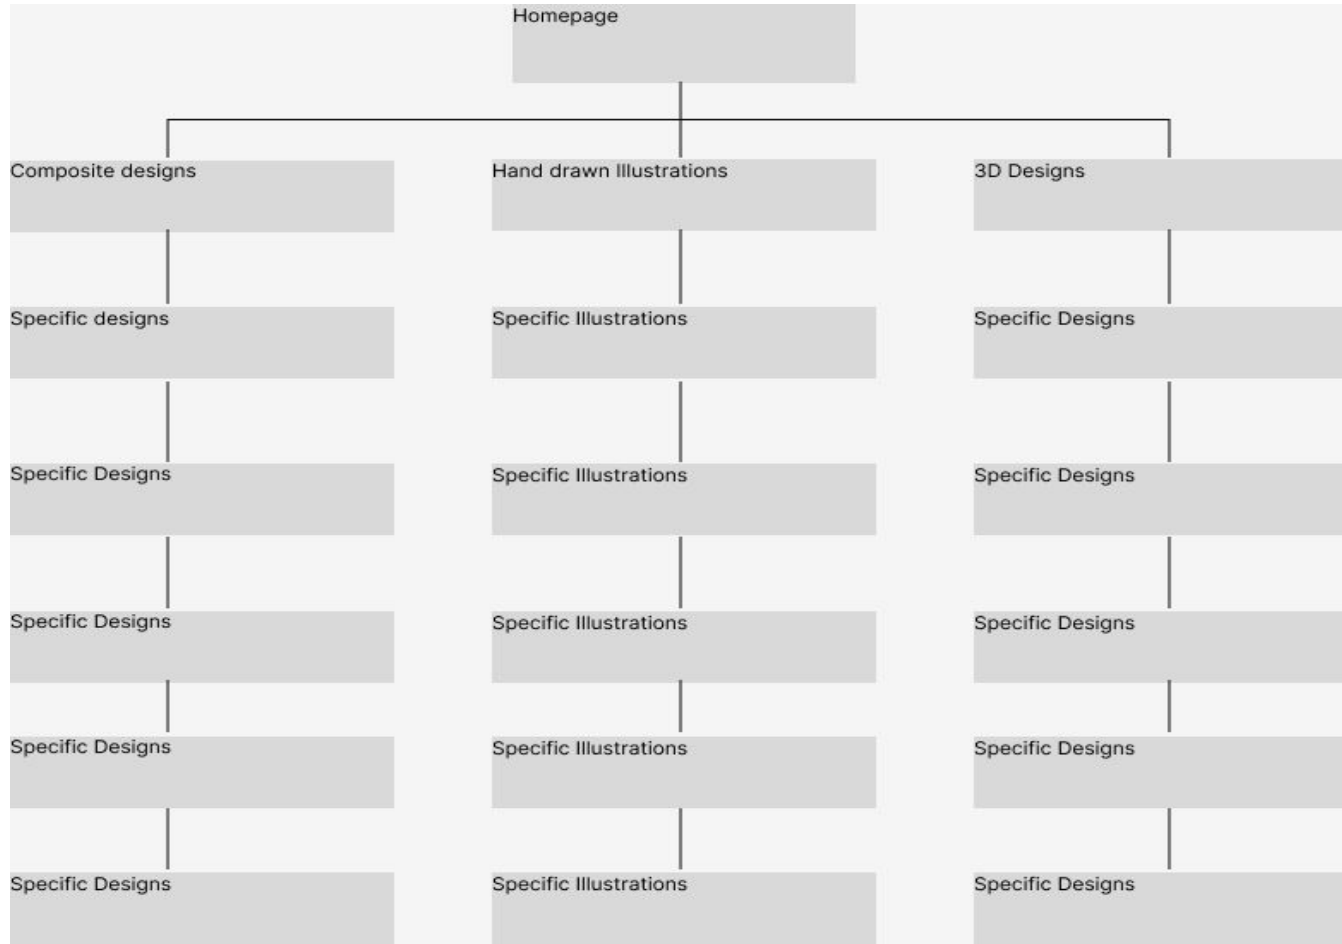 Homepage
Composite designs
Hand drawn Illustrations
3D Designs
Specific designs
Specific Illustrations
Specific Designs
Specific Designs
Specific Illustrations
Specific Designs
Specific Designs
Specific Illustrations
Specific Designs
Specific Designs
Specific Illustrations
Specific Designs
Specific Designs
Specific Illustrations
Specific Designs